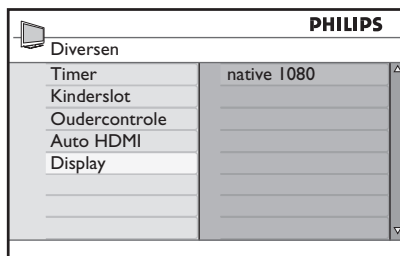 PHILIPS
Diversen
Timer
native 1080
Kinderslot
Oudercontrole
Auto HDMI
Display